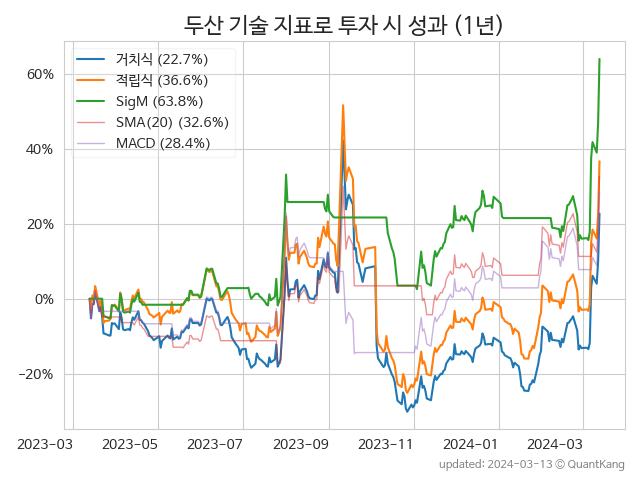 두산 기술 지표로 투자 시 성과 (1년)
거치식 (22.7%)
적립식 (36.6%)
SigM (63.8%)
SMA(20) (32.6%)
MACD (28.4%)
60%
40%
20%
0%
−20%
2023-03 2023-05 2023-07 2023-09 2023-11 2024-01 2024-03
updated: 2024-03-13 ⓒ QuantKang